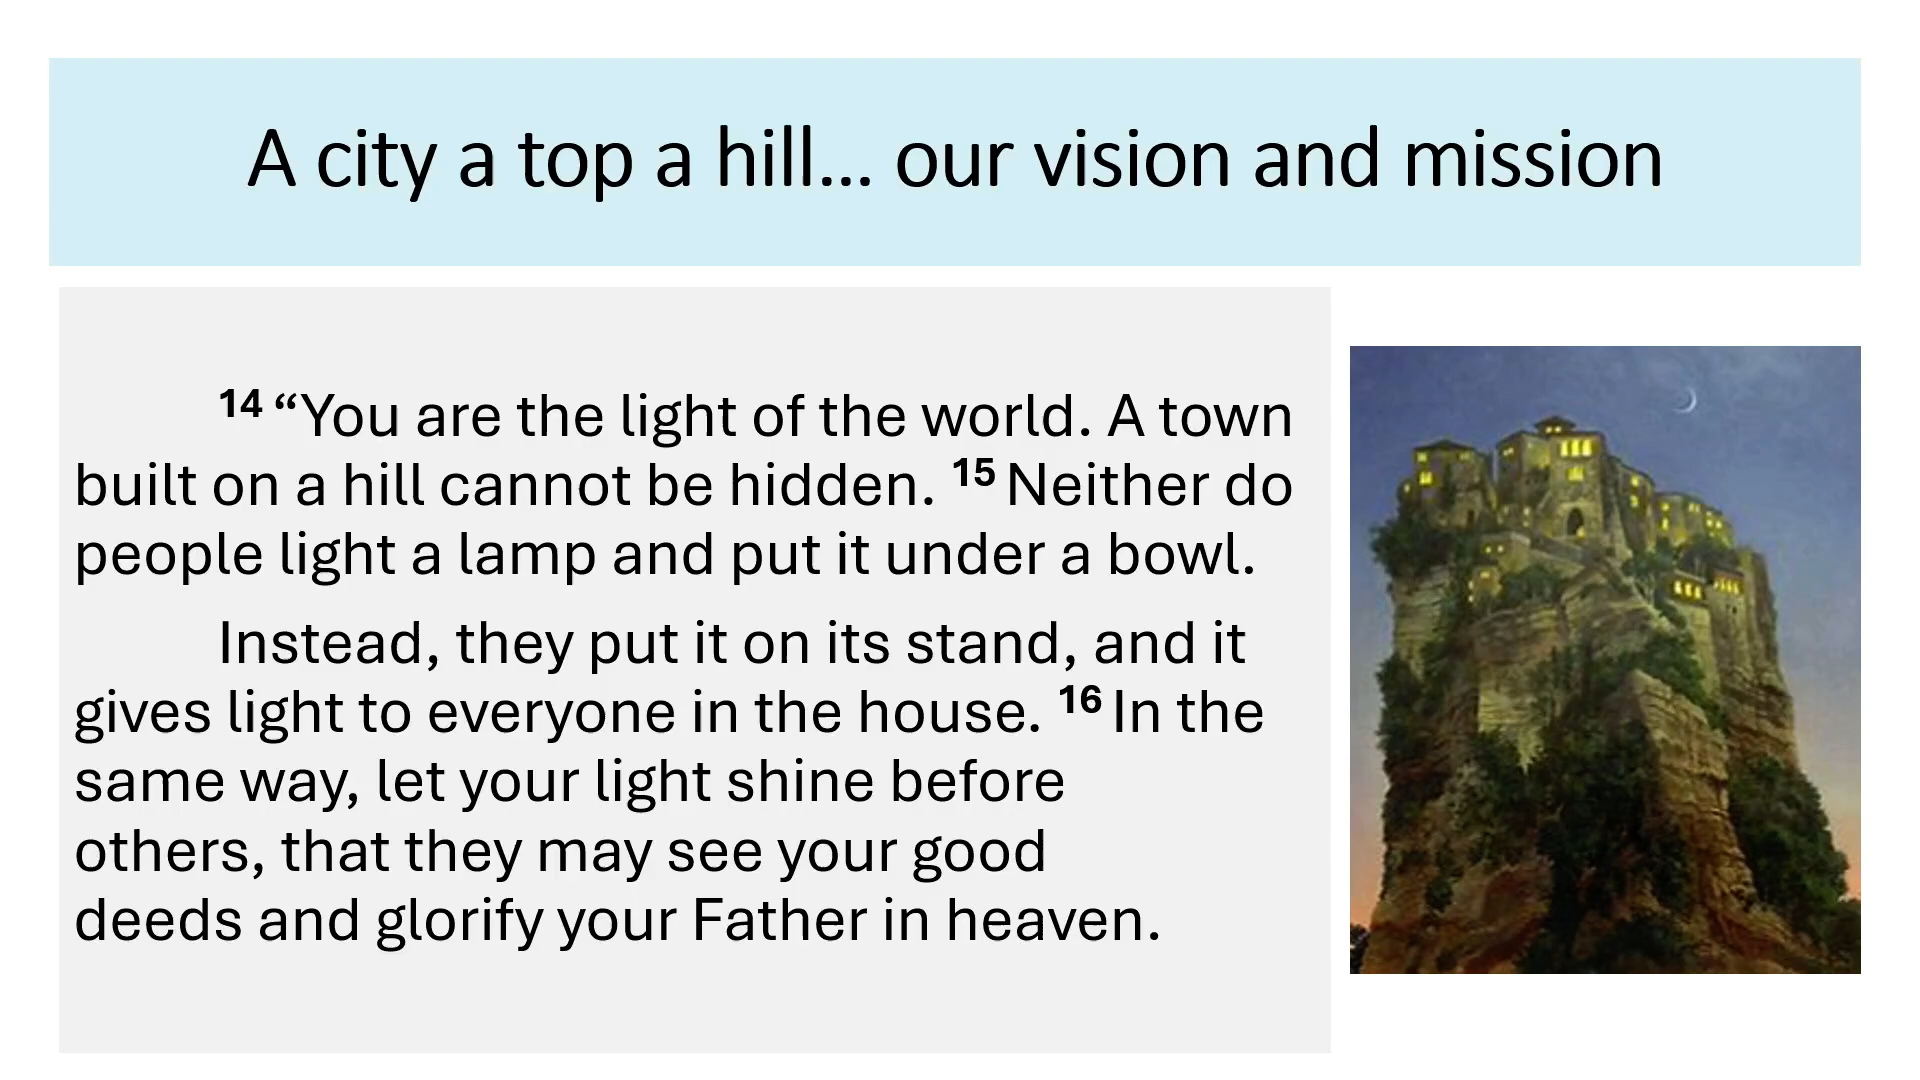 A city a top a hill… our vision and mission
14 “You are the light of the world. A town
built on a hill cannot be hidden. 15 Neither do
people light a lamp and put it under a bowl.
Instead, they put it on its stand, and it
gives light to everyone in the house. 16 In the
same way, let your light shine before
others, that they may see your good
deeds and glorify your Father in heaven.